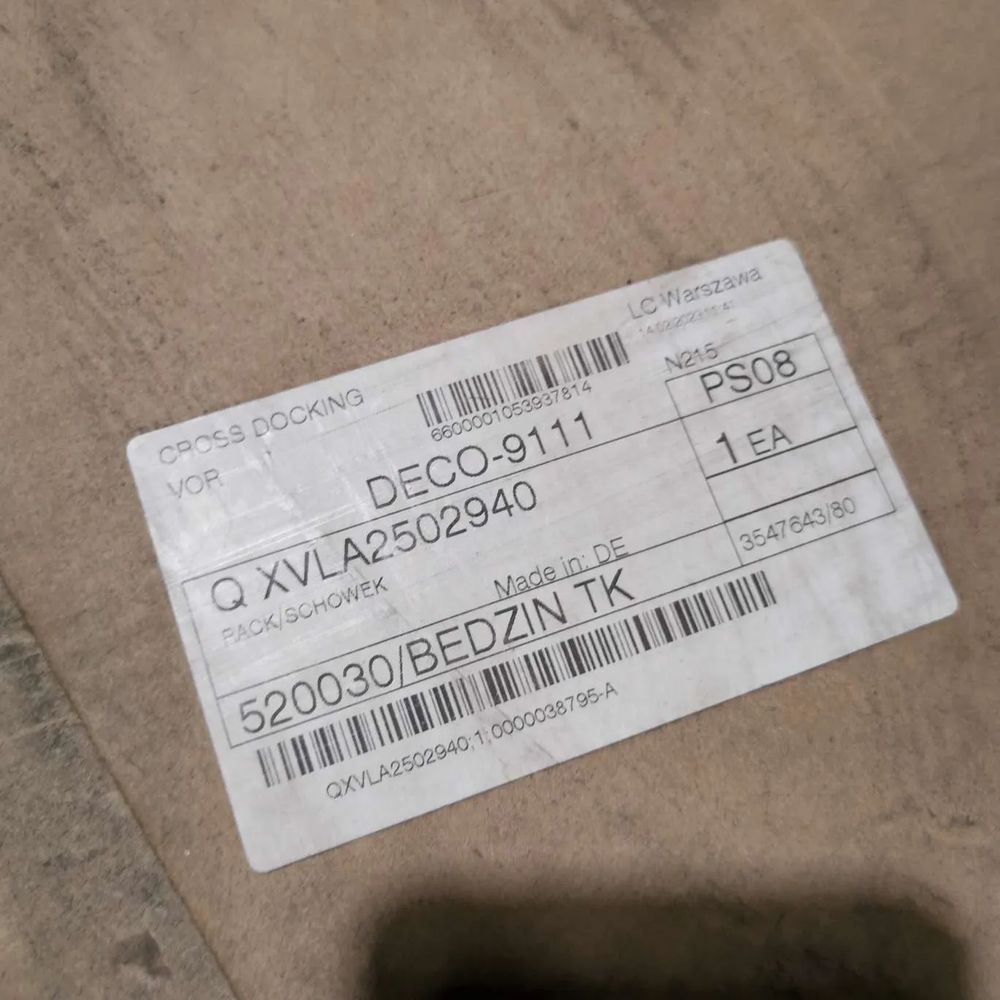 CROSS DOCKING
LC Warszawa
VOR
6600001053937814
N215
DECO-9111
PS08
Q XVLA2502940
1 EA
PACK/SCHOWEK
Made in: DE
3547643/80
520030/BEDZIN TK
QXVLA2502940;1;0000038795-A